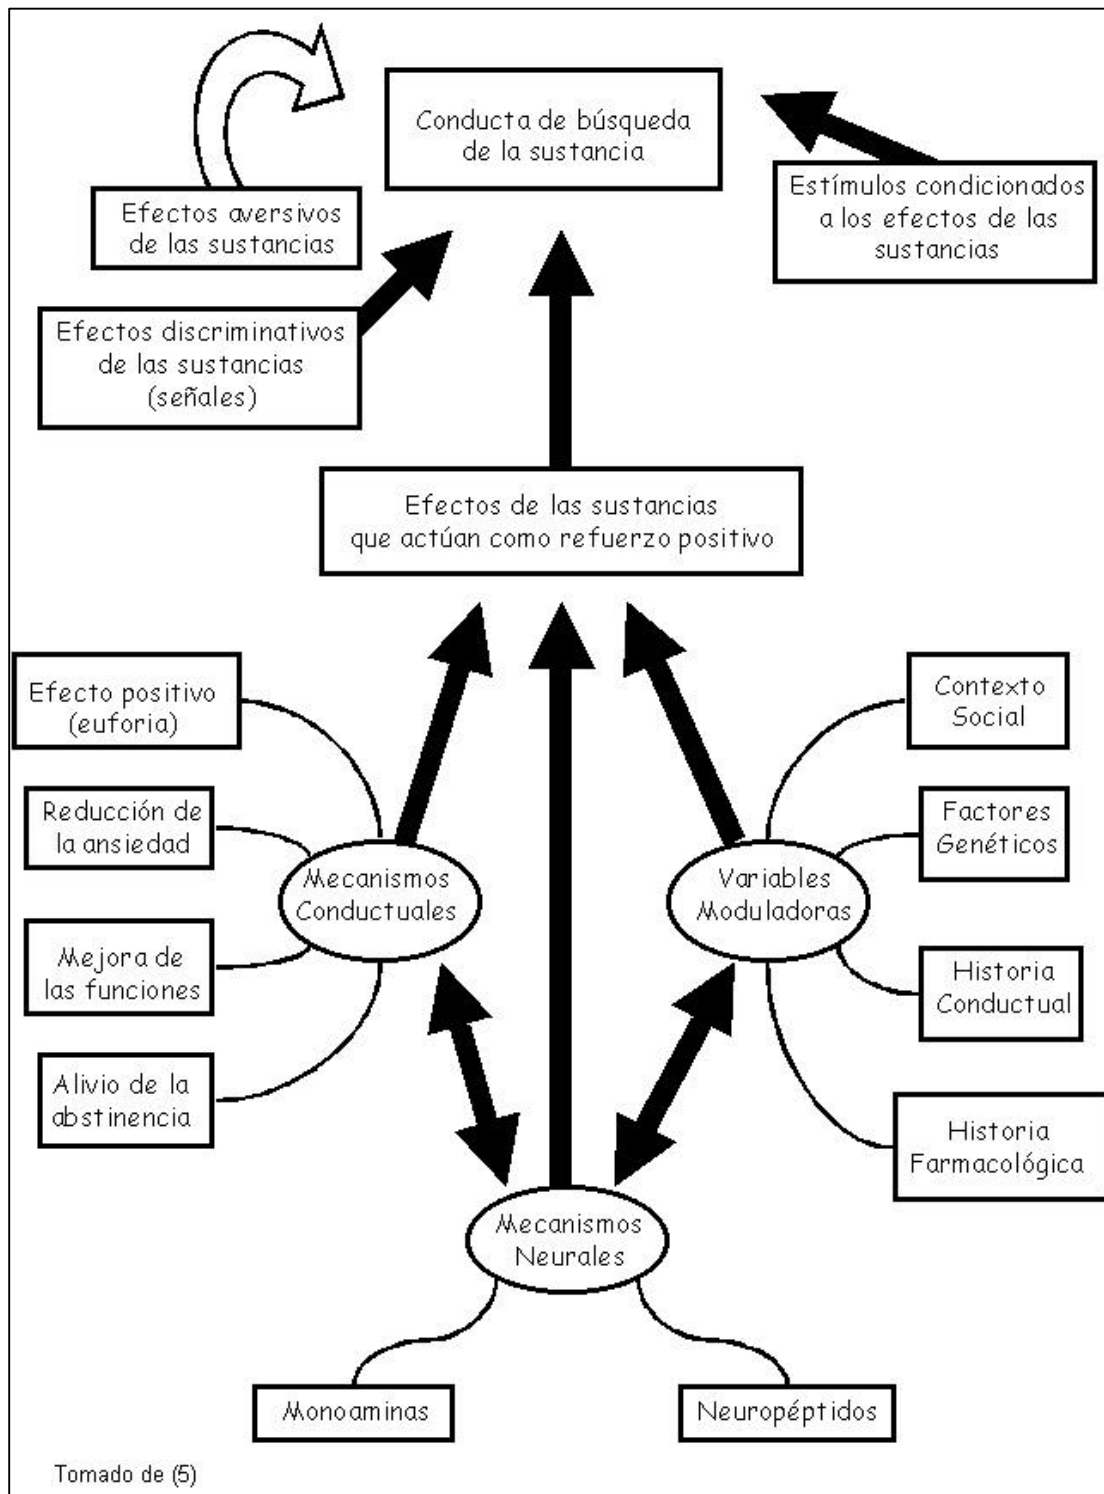 Conducta de búsqueda
de la sustancia
Efectos aversivos
de las sustancias
Estímulos condicionados
a los efectos de las
sustancias
Efectos discriminativos
de las sustancias
(señales)
Efectos de las sustancias
que actúan como refuerzo positivo
Efecto positivo
(euforia)
Contexto
Social
Reducción de
la ansiedad
Factores
Genéticos
Mecanismos
Conductuales
Variables
Moduladoras
Mejora de
las funciones
Historia
Conductual
Alivio de la
abstinencia
Historia
Farmacológica
Mecanismos
Neurales
Monoaminas
Neuropéptidos
Tomado de (5)